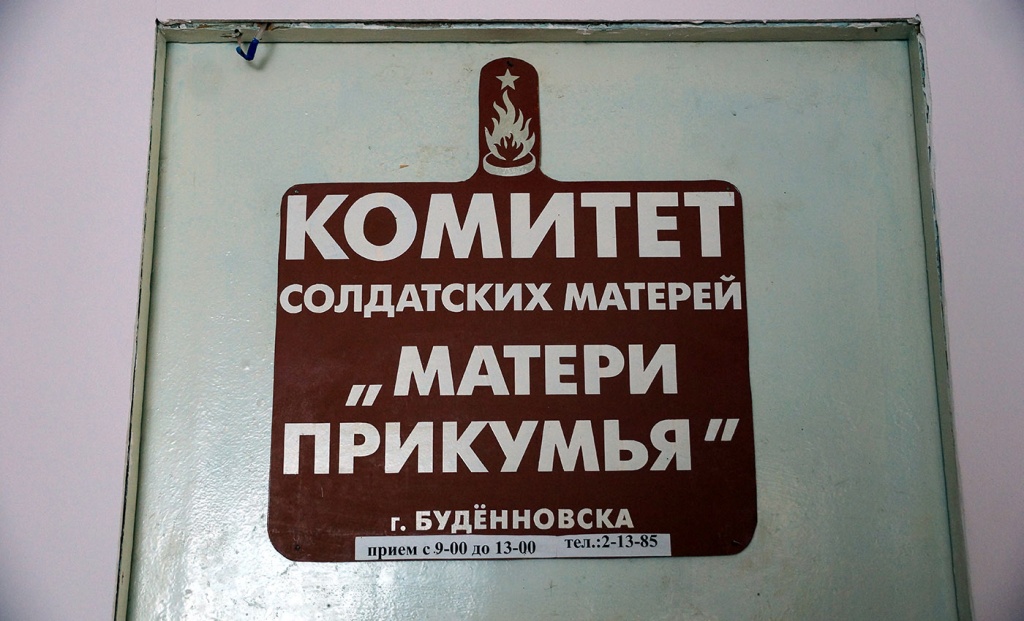 КОМИТЕТ
СОЛДАТСКИХ МАТЕРЕЙ
„МАТЕРИ
ПРИКУМЬЯ"
г. БУДЁННОВСКА
прием с 9-00 до 13-00 тел.:2-13-85